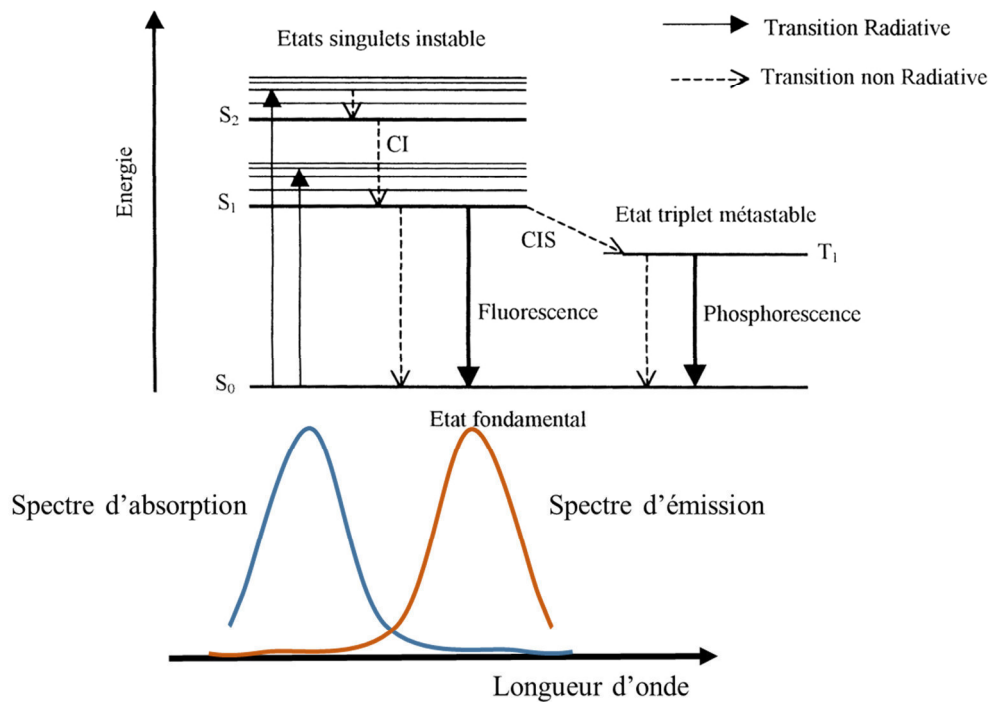 Etats singulets instable
Transition Radiative
Transition non Radiative
Energie
S₂
CI
S₁
CIS
Etat triplet métastable
T₁
Fluorescence
Phosphorescence
S₀
Etat fondamental
Spectre d’absorption
Spectre d’émission
Longueur d’onde